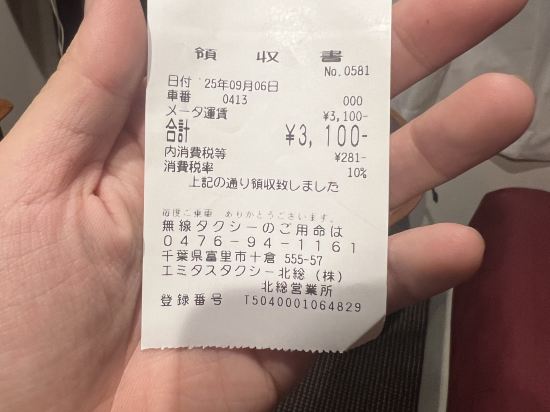 領収書
No.0581
日付 25年09月06日
車番 0413 000
メータ運賃 ¥3,100-
合計 ¥3,100-
内消費税等 ¥281-
消費税率 10%
上記の通り領収致しました
毎度ご乗車 ありがとうございます。
無線タクシーのご用命は
0476-94-1161
千葉県富里市十倉 555-57
エミタスタクシー北総（株）
北総営業所
登録番号 T5040001064829